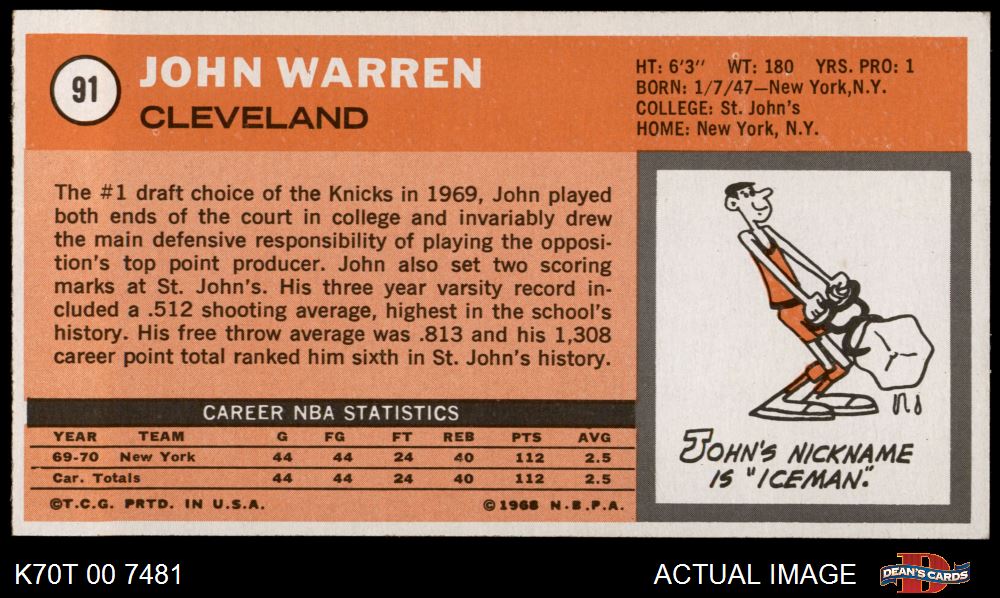 91
JOHN WARREN
CLEVELAND
HT: 6'3" WT: 180 YRS. PRO: 1
BORN: 1/7/47—New York,N.Y.
COLLEGE: St. John's
HOME: New York, N.Y.
The #1 draft choice of the Knicks in 1969, John played
both ends of the court in college and invariably drew
the main defensive responsibility of playing the opposi-
tion's top point producer. John also set two scoring
marks at St. John's. His three year varsity record in-
cluded a .512 shooting average, highest in the school's
history. His free throw average was .813 and his 1,308
career point total ranked him sixth in St. John's history.
CAREER NBA STATISTICS
YEAR TEAM G FG FT REB PTS AVG
69-70 New York 44 44 24 40 112 2.5
Car. Totals 44 44 24 40 112 2.5
©T.C.G. PRTD. IN U.S.A. ©1968 N.B.P.A.
JOHN'S NICKNAME
IS "ICEMAN."
K70T 00 7481
ACTUAL IMAGE
D
DEAN'S CARDS